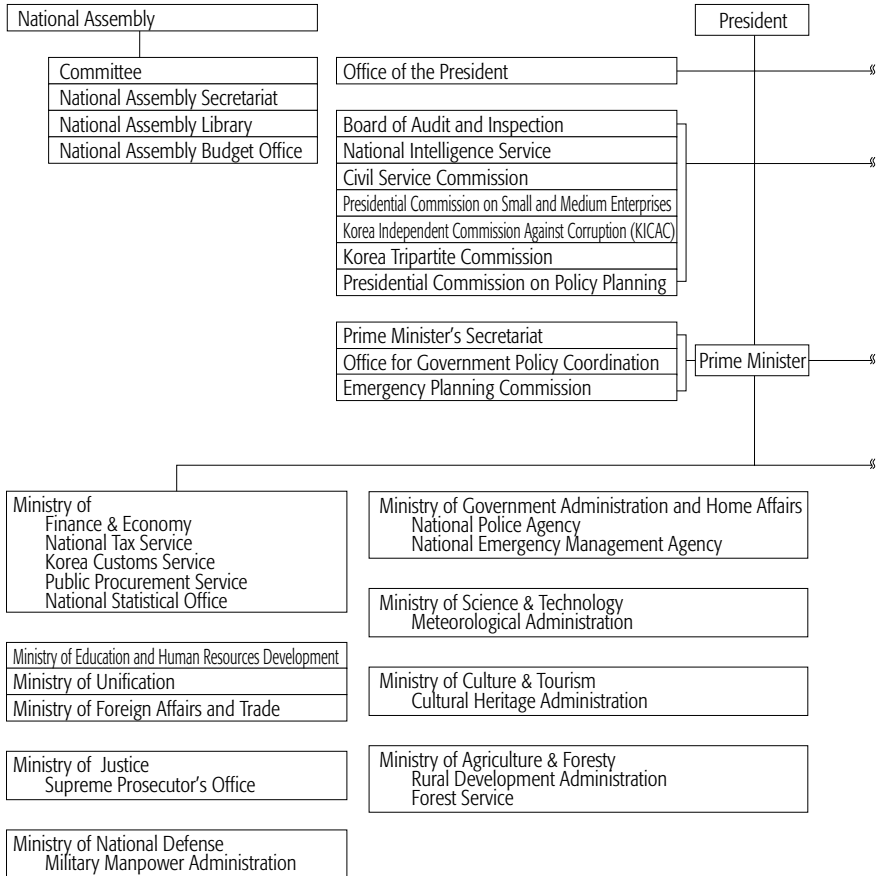 National Assembly
Committee
National Assembly Secretariat
National Assembly Library
National Assembly Budget Office
President
Office of the President
Board of Audit and Inspection
National Intelligence Service
Civil Service Commission
Presidential Commission on Small and Medium Enterprises
Korea Independent Commission Against Corruption (KICAC)
Korea Tripartite Commission
Presidential Commission on Policy Planning
Prime Minister's Secretariat
Office for Government Policy Coordination
Emergency Planning Commission
Prime Minister
Ministry of
Finance & Economy
National Tax Service
Korea Customs Service
Public Procurement Service
National Statistical Office
Ministry of Education and Human Resources Development
Ministry of Unification
Ministry of Foreign Affairs and Trade
Ministry of Justice
Supreme Prosecutor's Office
Ministry of National Defense
Military Manpower Administration
Ministry of Government Administration and Home Affairs
National Police Agency
National Emergency Management Agency
Ministry of Science & Technology
Meteorological Administration
Ministry of Culture & Tourism
Cultural Heritage Administration
Ministry of Agriculture & Foresty
Rural Development Administration
Forest Service